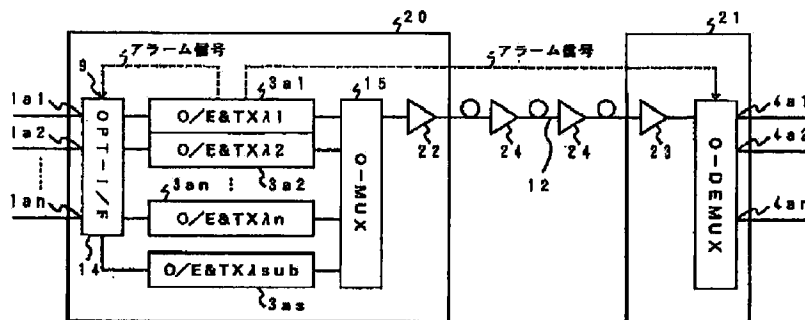 20
21
アラーム信号
アラーム信号
9
3a1
15
1a1
1a2
1an
OPT-I/F
O/E&TXλ1
O/E&TXλ2
3an
3a2
O/E&TXλn
O/E&TXλsub
3ms
14
O-MUX
22
24
12
24
23
O-DEMUX
4a1
4a2
4an